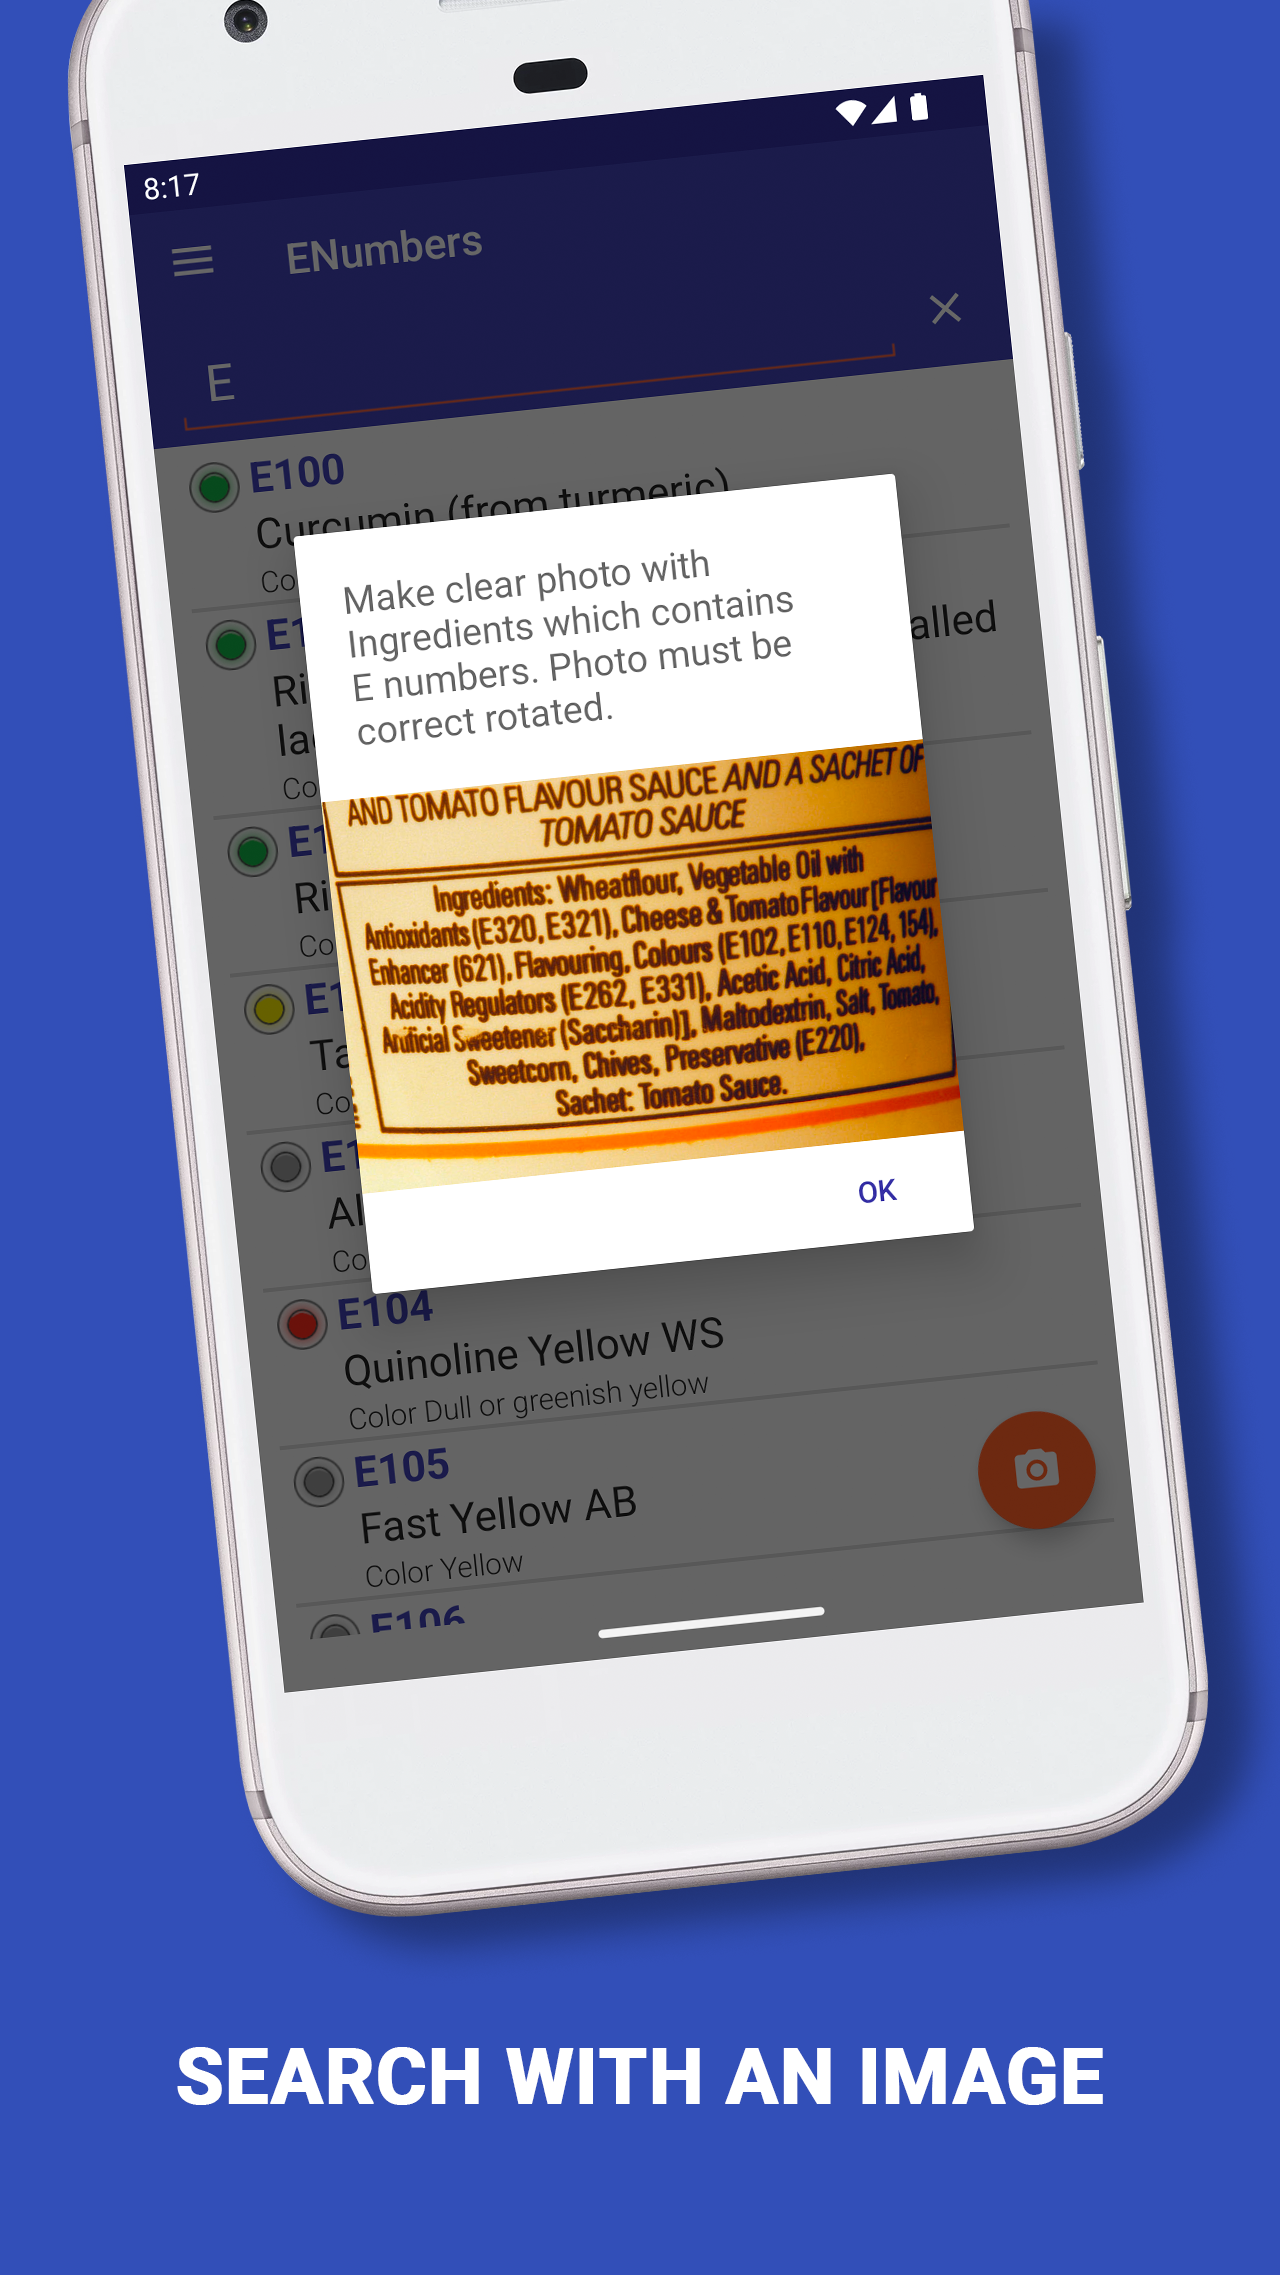 8:17
ENumbers
E
E100
Curcumin (from turmeric)
Co
E1
alled
Ri
la
Co
E1
Ri
Co
E1
Ta
Co
E1
Al
Co
Make clear photo with
Ingredients which contains
E numbers. Photo must be
correct rotated.
AND TOMATO FLAVOUR SAUCE AND A SACHET OF
TOMATO SAUCE
Ingredients: Wheatflour, Vegetable Oil with
Antioxidants (E320, E321), Cheese & Tomato Flavour [Flavour
Enhancer (621), Flavouring, Colours (E102, E110, E124, 154),
Acidity Regulators (E262, E331), Acetic Acid, Citric Acid,
Artificial Sweetener (Saccharin)], Maltodextrin, Salt, Tomato,
Sweetcorn, Chives, Preservative (E220),
Sachet: Tomato Sauce.
OK
E104
Quinoline Yellow WS
Color Dull or greenish yellow
E105
Fast Yellow AB
Color Yellow
E106
SEARCH WITH AN IMAGE